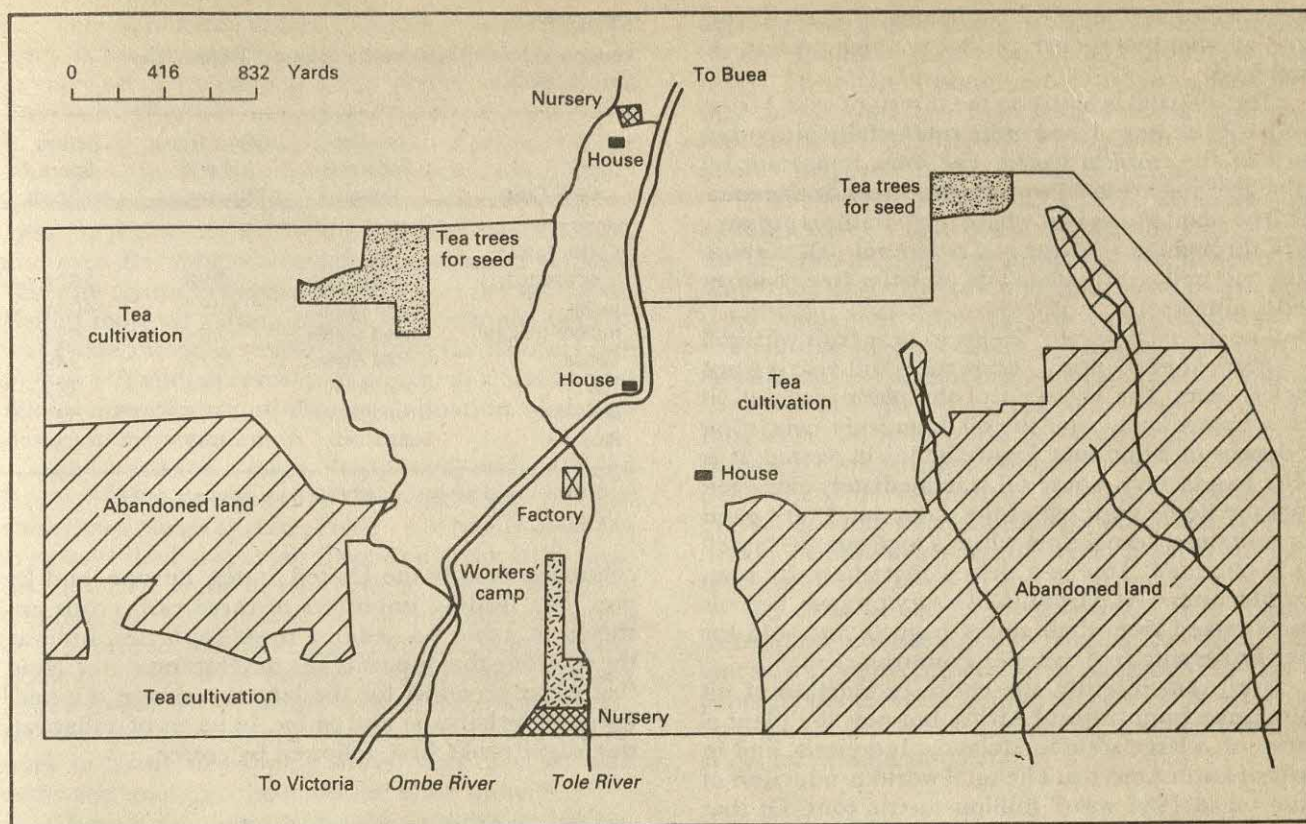 0 416 832 Yards
To Buea
Nursery
House
Tea trees
for seed
Tea trees
for seed
Tea
cultivation
House
Tea
cultivation
House
Abandoned land
Factory
Workers'
camp
Abandoned land
Tea cultivation
Nursery
To Victoria
Ombe River
Tole River